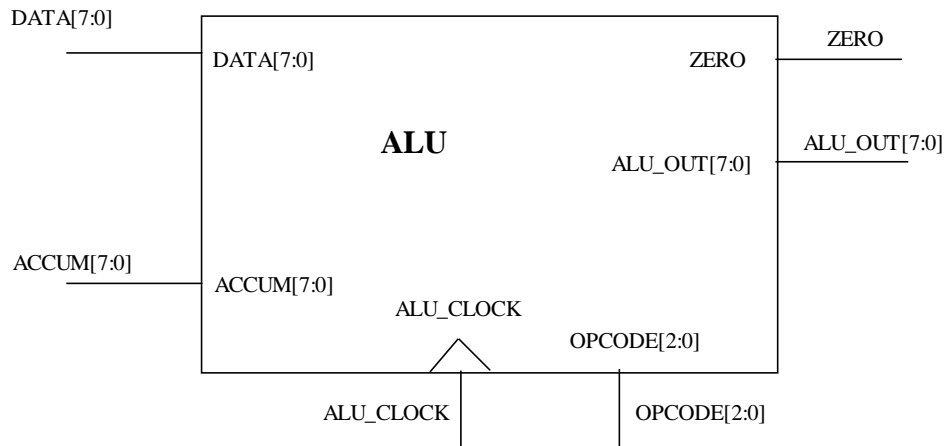 DATA[7:0]
ZERO
DATA[7:0]
ZERO
ALU
ALU_OUT[7:0]
ALU_OUT[7:0]
ACCUM[7:0]
ACCUM[7:0]
ALU_CLOCK
OPCODE[2:0]
ALU_CLOCK
OPCODE[2:0]